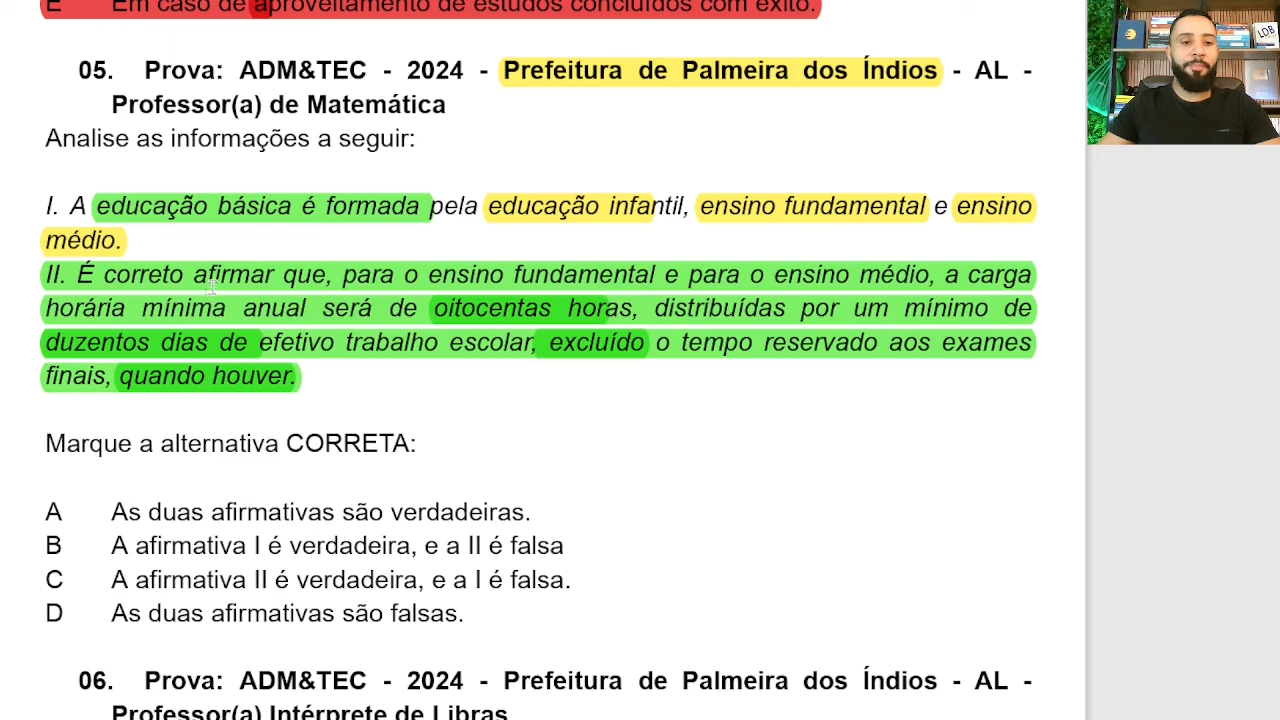 E Em caso de aproveitamento de estudos concluídos com êxito.
05. Prova: ADM&TEC - 2024 - Prefeitura de Palmeira dos Índios - AL -
Professor(a) de Matemática
Analise as informações a seguir:
I. A educação básica é formada pela educação infantil, ensino fundamental e ensino
médio.
II. É correto afirmar que, para o ensino fundamental e para o ensino médio, a carga
horária mínima anual será de oitocentas horas, distribuídas por um mínimo de
duzentos dias de efetivo trabalho escolar, excluído o tempo reservado aos exames
finais, quando houver.
Marque a alternativa CORRETA:
A As duas afirmativas são verdadeiras.
B A afirmativa I é verdadeira, e a II é falsa
C A afirmativa II é verdadeira, e a I é falsa.
D As duas afirmativas são falsas.
06. Prova: ADM&TEC - 2024 - Prefeitura de Palmeira dos Índios - AL -
Professor(a) Intérprete de Libras
LDB